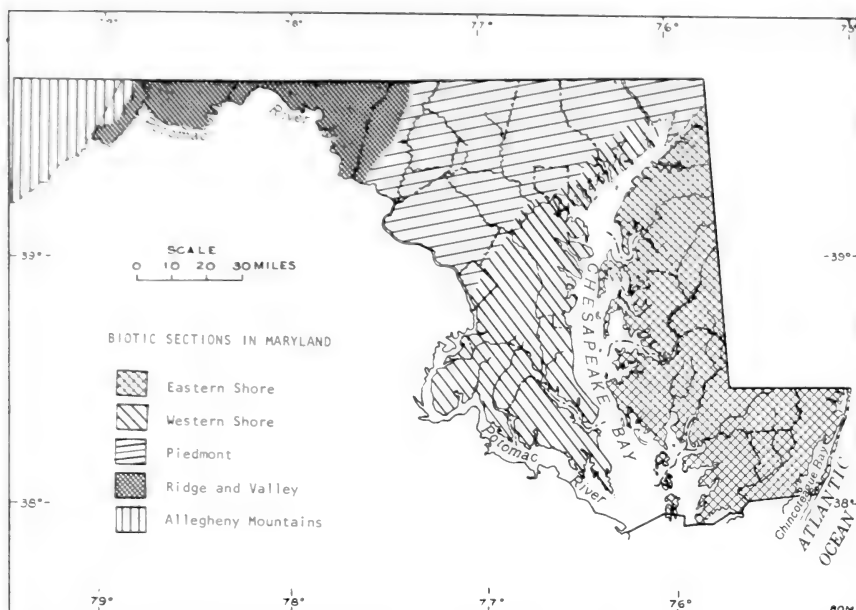 77° 76°
SCALE
0 10 20 30 MILES
39° 39°
BIOTIC SECTIONS IN MARYLAND
Eastern Shore
Western Shore
Piedmont
Ridge and Valley
Allegheny Mountains
River
CHESAPEAKE BAY
Potomac
River
Chincoteague Bay
ATLANTIC
OCEAN
38° 38°
79° 78° 77° 76°